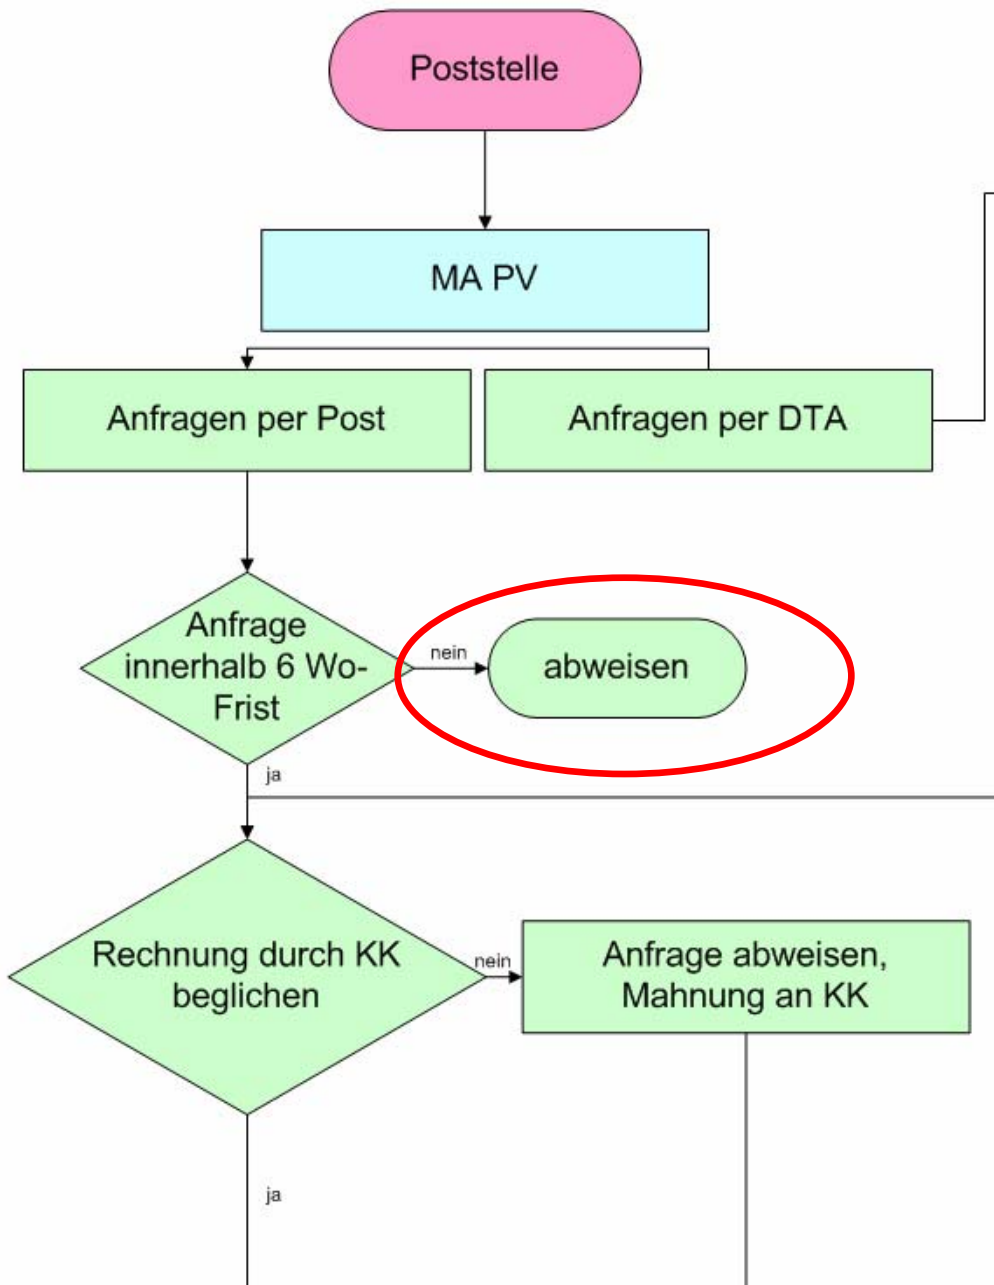 Poststelle
MA PV
Anfragen per Post
Anfragen per DTA
Anfrage
innerhalb 6 Wo-
Frist
nein
abweisen
ja
Rechnung durch KK
beglichen
nein
Anfrage abweisen,
Mahnung an KK
ja